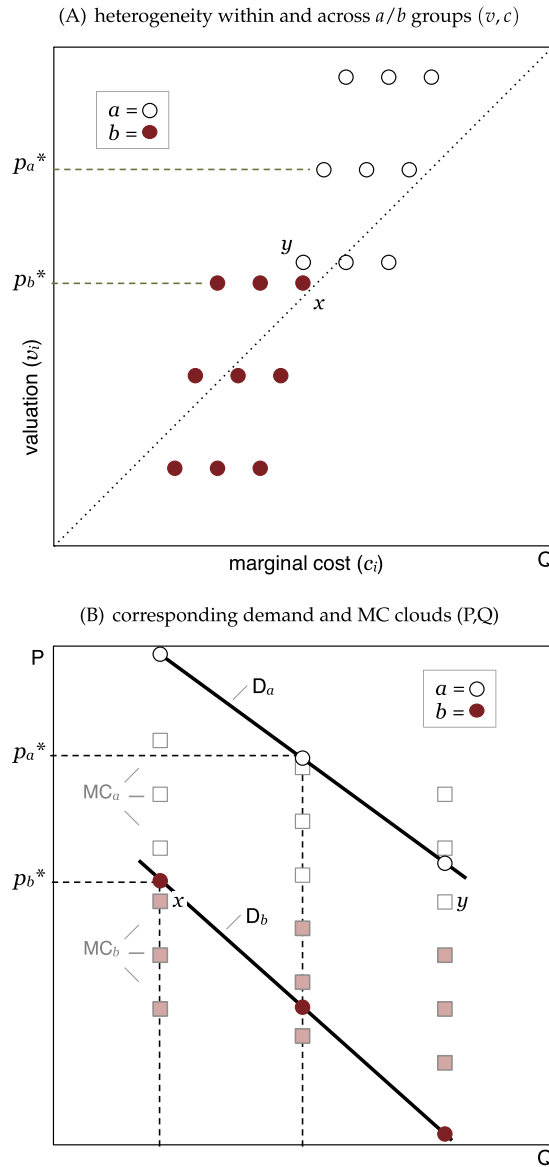 (A) heterogeneity within and across a/b groups (v, c)
a =
b =
pa*
y
pb*
x
valuation (vi)
marginal cost (ci)
Q
(B) corresponding demand and MC clouds (P,Q)
P
Da
a =
b =
pa*
MCa
pb*
x
y
Db
MCb
Q